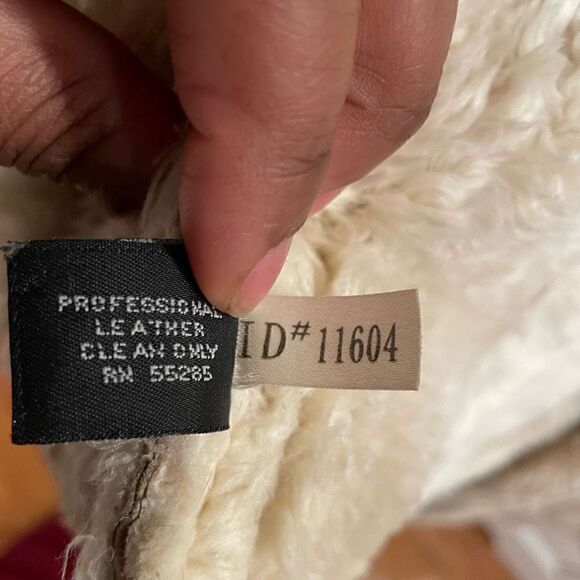 PROFESSIONAL
LEATHER
CLEAN ONLY
RN 55285
ID# 11604